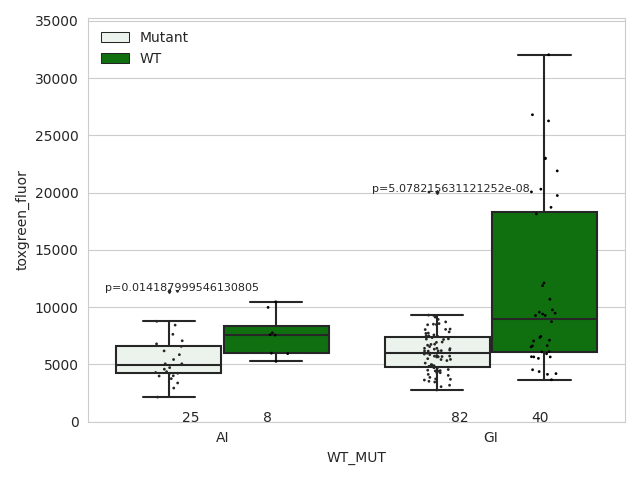 35000
30000
25000
20000
15000
10000
5000
0
toxgreen_fluor
Mutant
WT
p=0.014187999546130805
p=5.078215631121252e-08
25 8 82 40
AI GI
WT_MUT